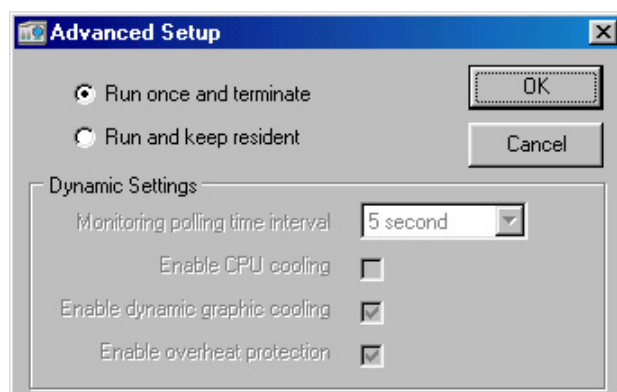 Advanced Setup
Run once and terminate
OK
Run and keep resident
Cancel
Dynamic Settings
Monitoring polling time interval
5 second
Enable CPU cooling
Enable dynamic graphic cooling
Enable overheat protection